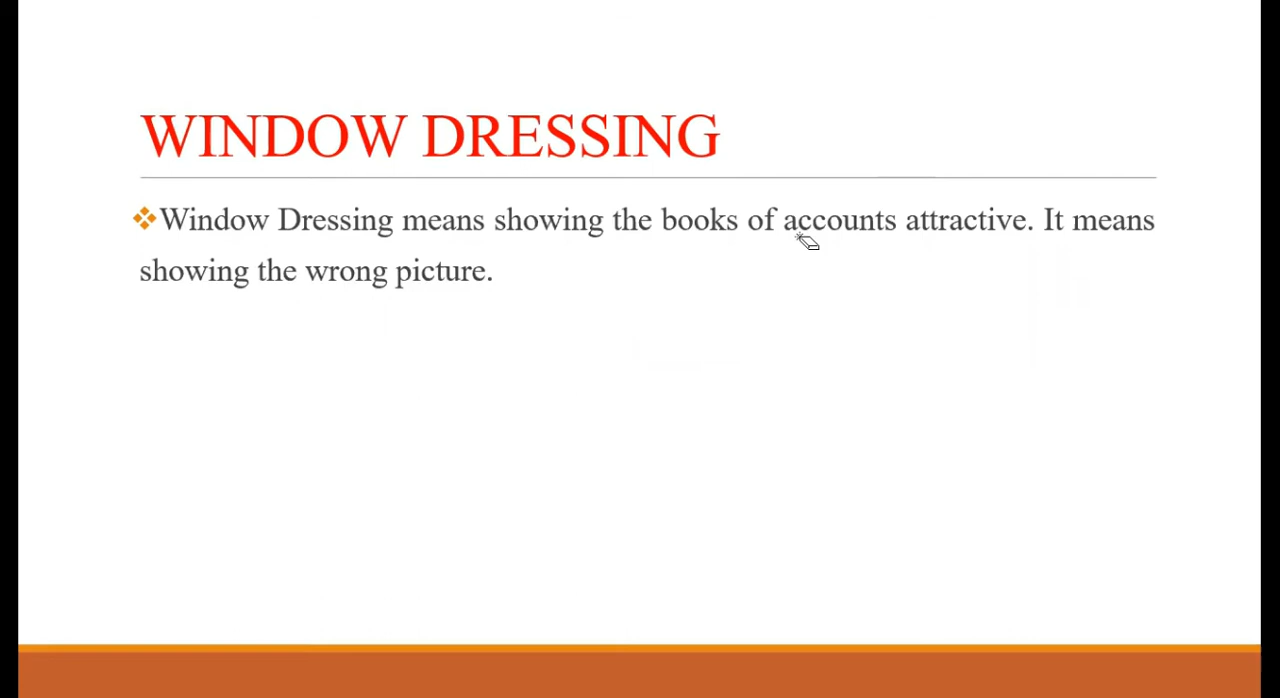 WINDOW DRESSING
❖Window Dressing means showing the books of accounts attractive. It means
showing the wrong picture.